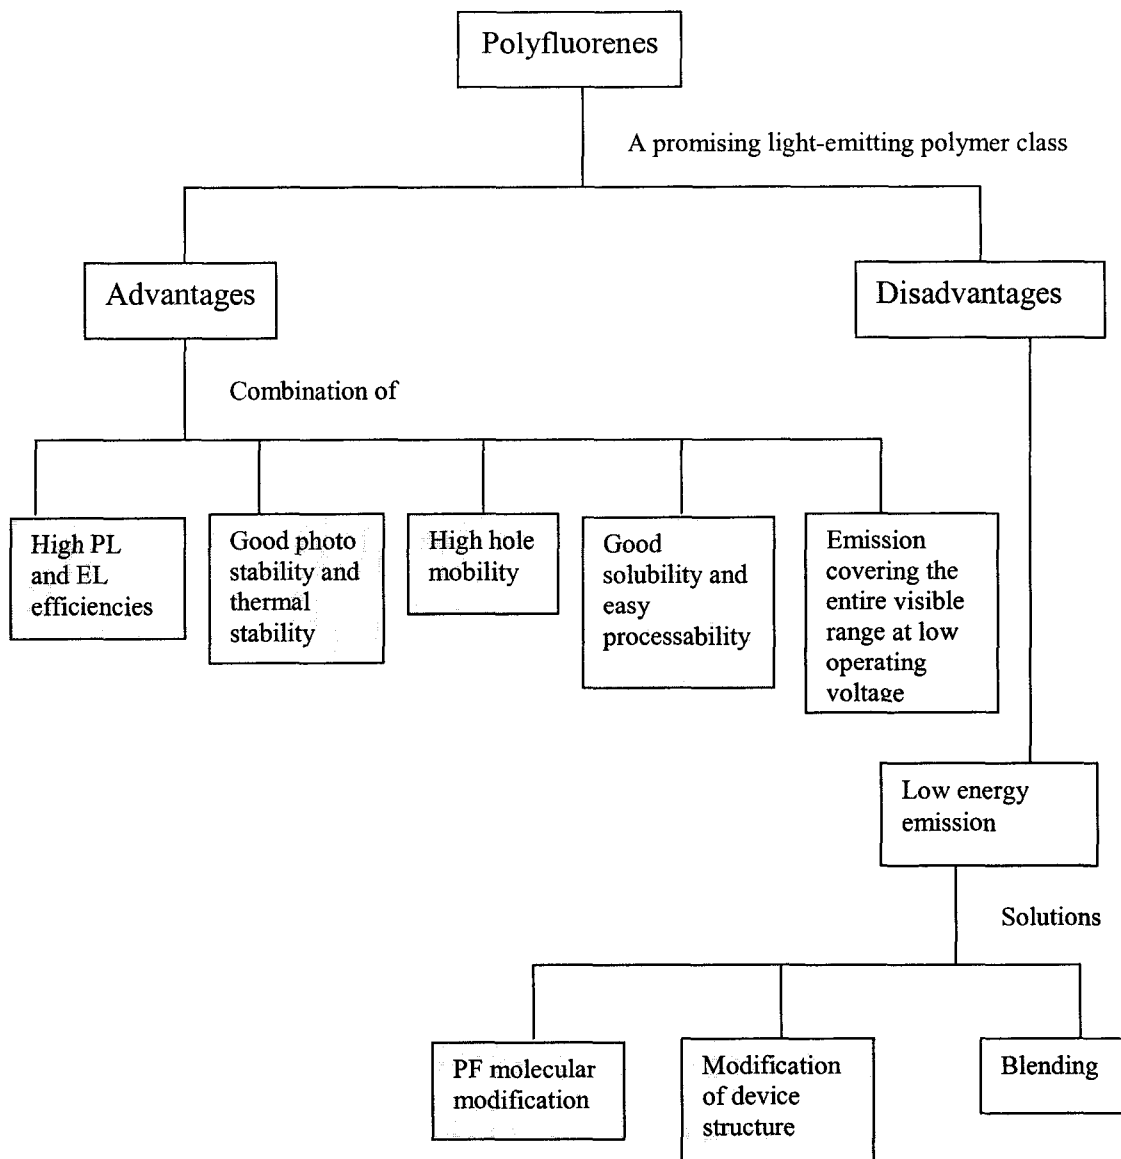 Polyfluorenes
A promising light-emitting polymer class
Advantages
Disadvantages
Combination of
High PL
and EL
efficiencies
Good photo
stability and
thermal
stability
High hole
mobility
Good
solubility and
easy
processability
Emission
covering the
entire visible
range at low
operating
voltage
Low energy
emission
Solutions
PF molecular
modification
Modification
of device
structure
Blending